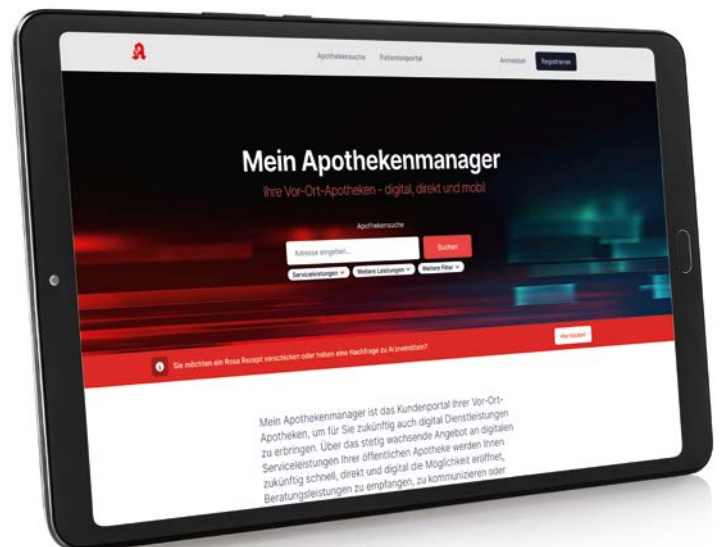 Apothekensuche Patientenportal Anmelden Registrieren
Mein Apothekenmanager
Ihre Vor-Ort-Apotheken - digital, direkt und mobil
Apothekensuche
Adresse eingeben... Suchen
Serviceleistungen Weitere Leistungen Weitere Filter
Sie möchten ein Rosa Rezept verschicken oder haben eine Nachfrage zu Arzneimitteln? Hier klicken!
Mein Apothekenmanager ist das Kundenportal Ihrer Vor-Ort-
Apotheken, um für Sie zukünftig auch digital Dienstleistungen
zu erbringen. Über das stetig wachsende Angebot an digitalen
Serviceleistungen Ihrer öffentlichen Apotheke werden Ihnen
zukünftig schnell, direkt und digital die Möglichkeit eröffnet,
Beratungsleistungen zu empfangen, zu kommunizieren oder